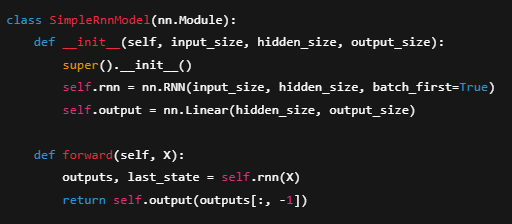 class SimpleRnnModel(nn.Module):
    def __init__(self, input_size, hidden_size, output_size):
        super().__init__()
        self.rnn = nn.RNN(input_size, hidden_size, batch_first=True)
        self.output = nn.Linear(hidden_size, output_size)

    def forward(self, X):
        outputs, last_state = self.rnn(X)
        return self.output(outputs[:, -1])